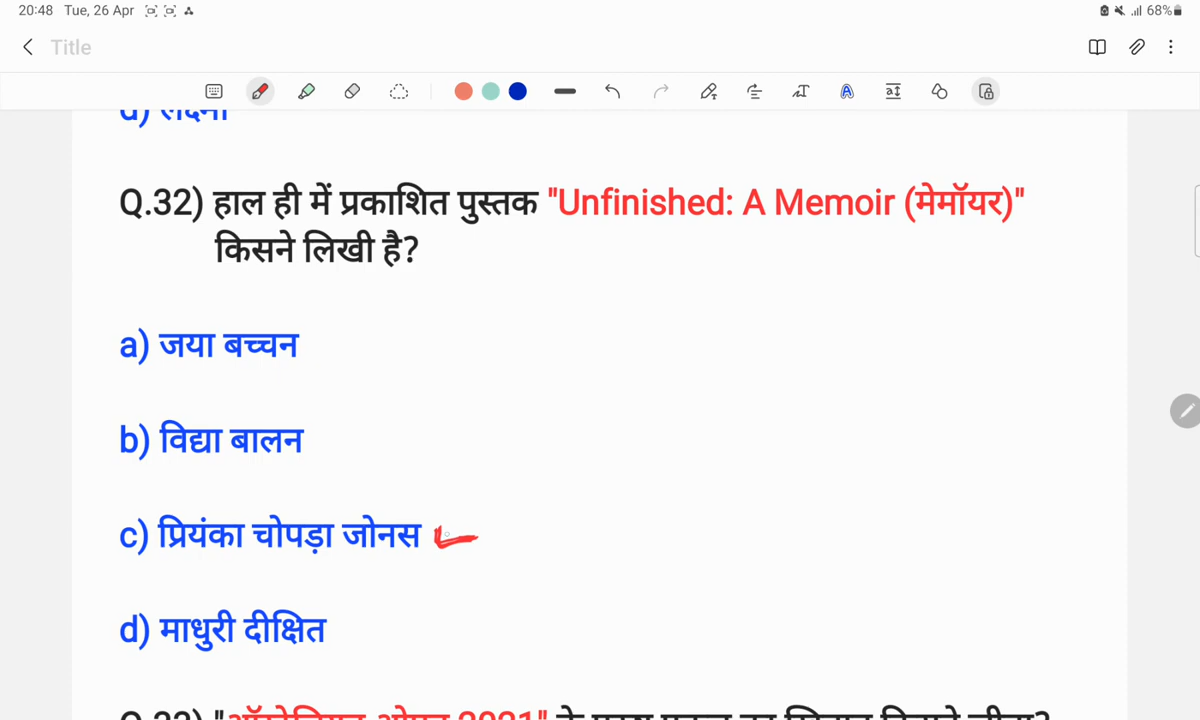 20:48 Tue, 26 Apr
68%
Title
d) लक्ष्मी
Q.32) हाल ही में प्रकाशित पुस्तक "Unfinished: A Memoir (मेमॉयर)"
किसने लिखी है?
a) जया बच्चन
b) विद्या बालन
c) प्रियंका चोपड़ा जोनस
d) माधुरी दीक्षित